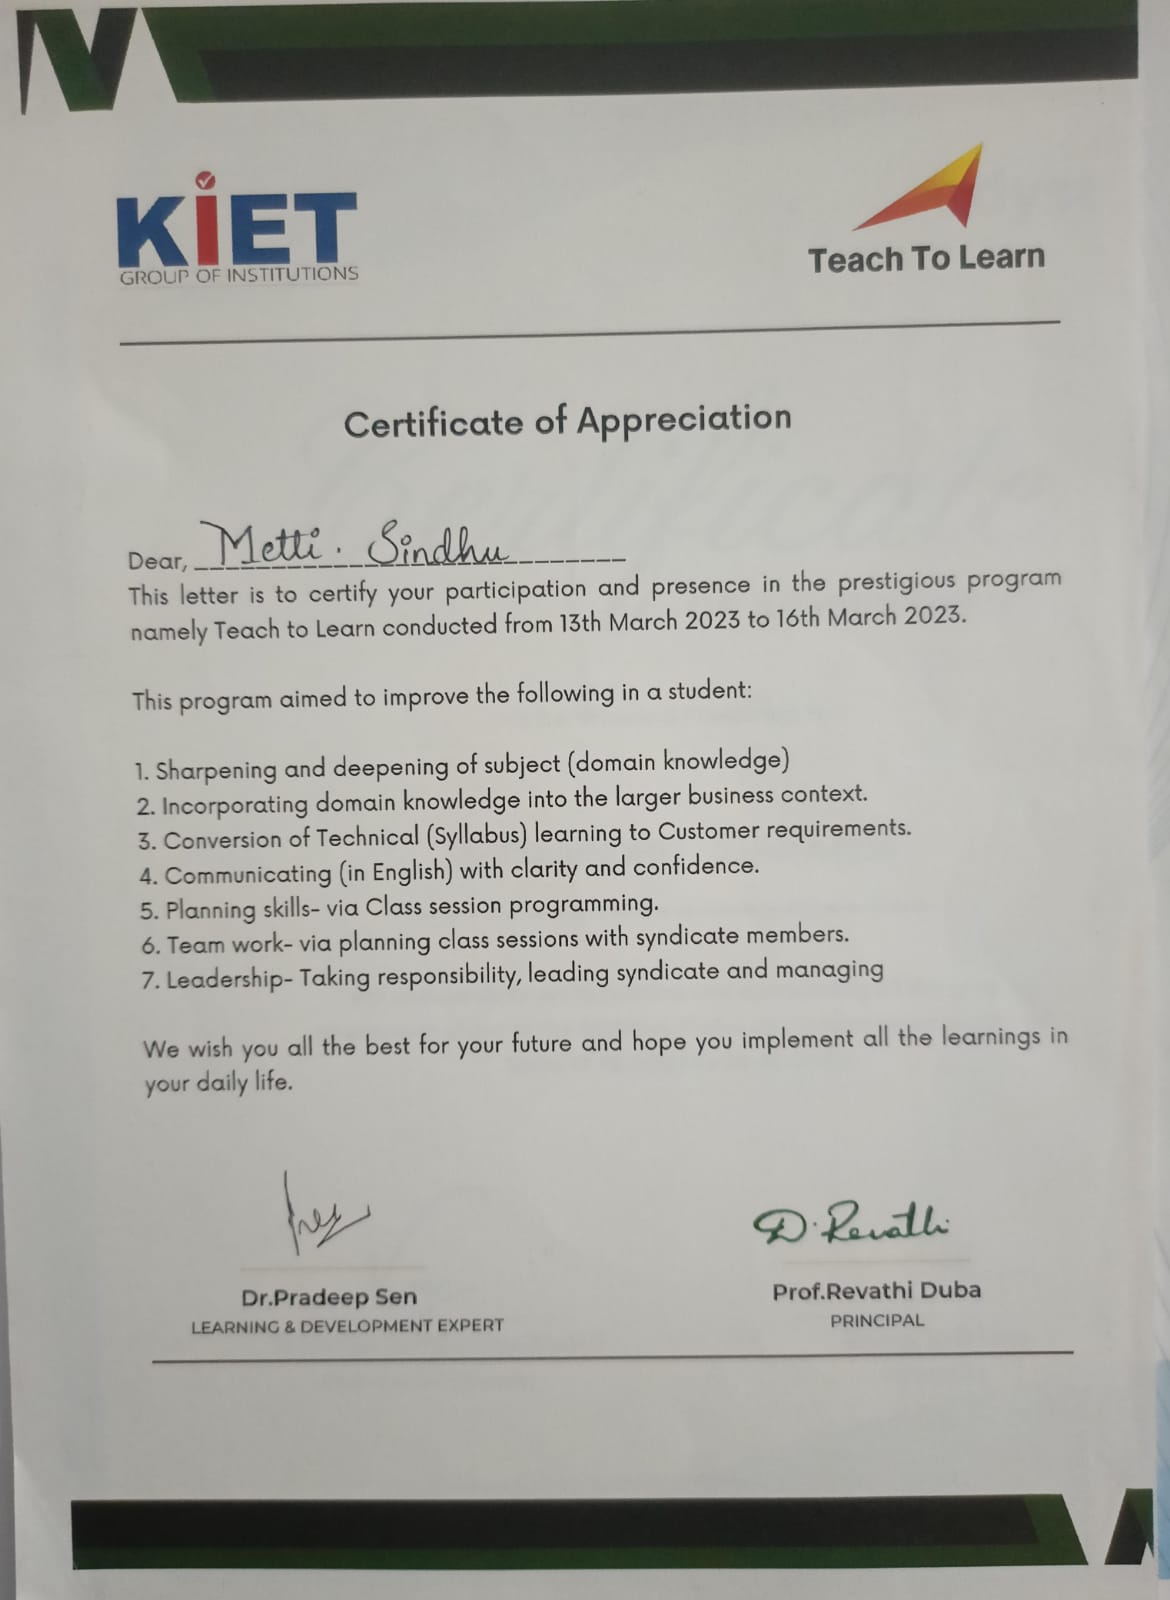 KiET
GROUP OF INSTITUTIONS
Teach To Learn
Certificate of Appreciation
Dear, Metti. Sindhu
This letter is to certify your participation and presence in the prestigious program
namely Teach to Learn conducted from 13th March 2023 to 16th March 2023.
This program aimed to improve the following in a student:
1. Sharpening and deepening of subject (domain knowledge)
2. Incorporating domain knowledge into the larger business context.
3. Conversion of Technical (Syllabus) learning to Customer requirements.
4. Communicating (in English) with clarity and confidence.
5. Planning skills- via Class session programming.
6. Team work- via planning class sessions with syndicate members.
7. Leadership- Taking responsibility, leading syndicate and managing
We wish you all the best for your future and hope you implement all the learnings in
your daily life.
D. Revathi
Dr.Pradeep Sen
LEARNING & DEVELOPMENT EXPERT
Prof.Revathi Duba
PRINCIPAL